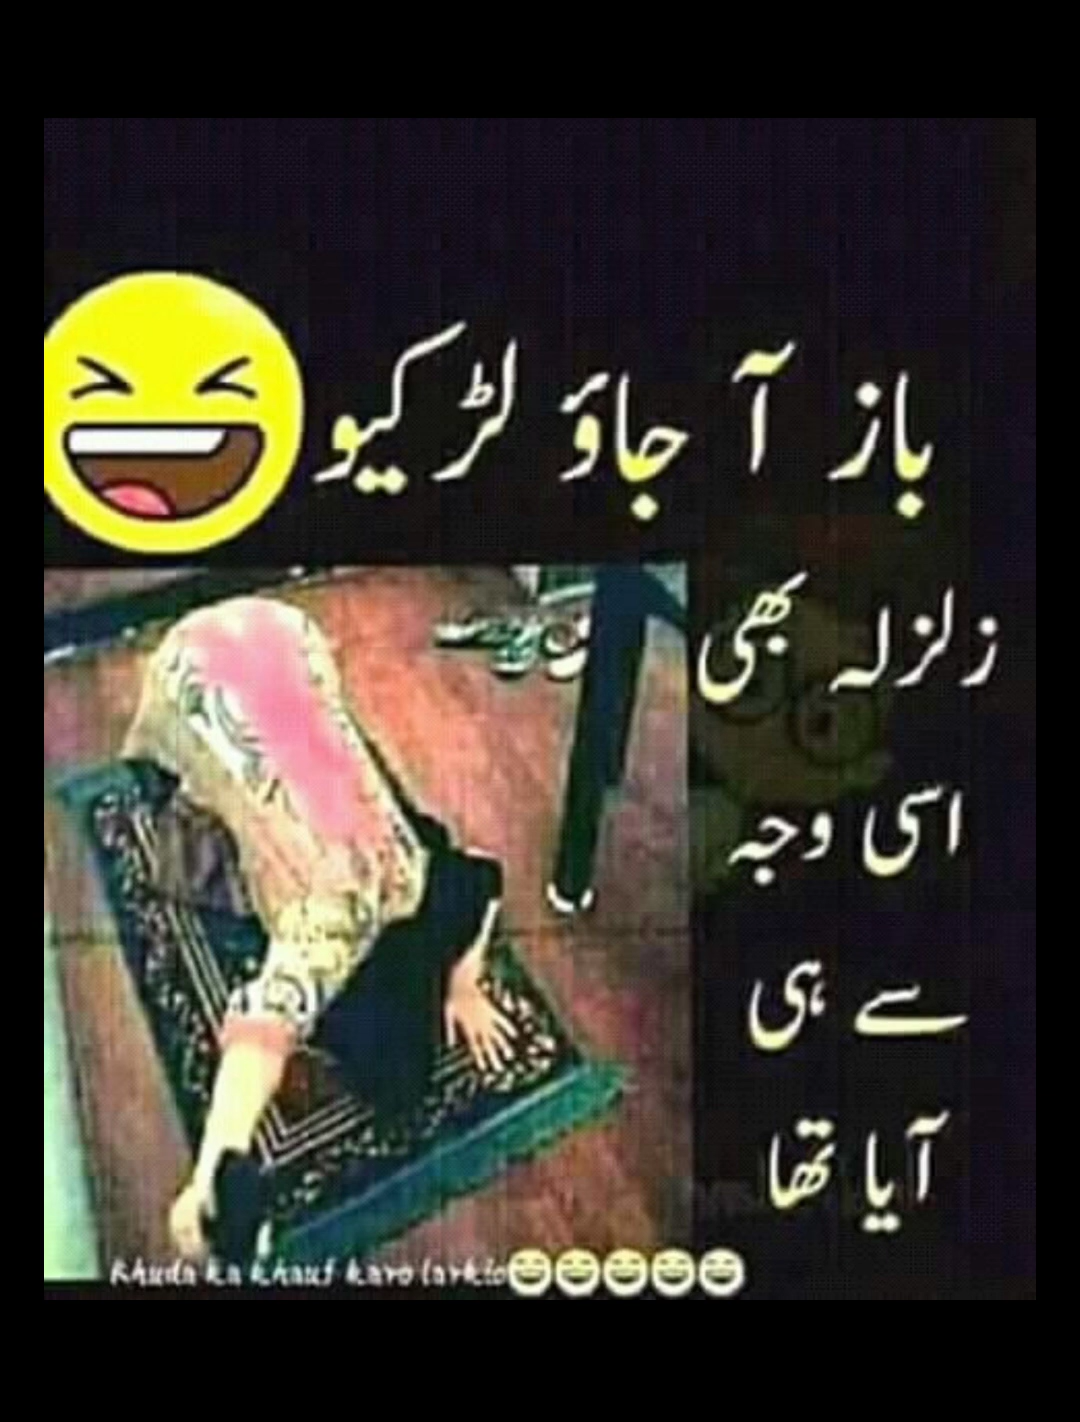 باز آ جاؤ لڑکیو
زلزلہ بھی
اسی وجہ
سے ہی
آیا تھا
Khuda ka khauf karo larkio